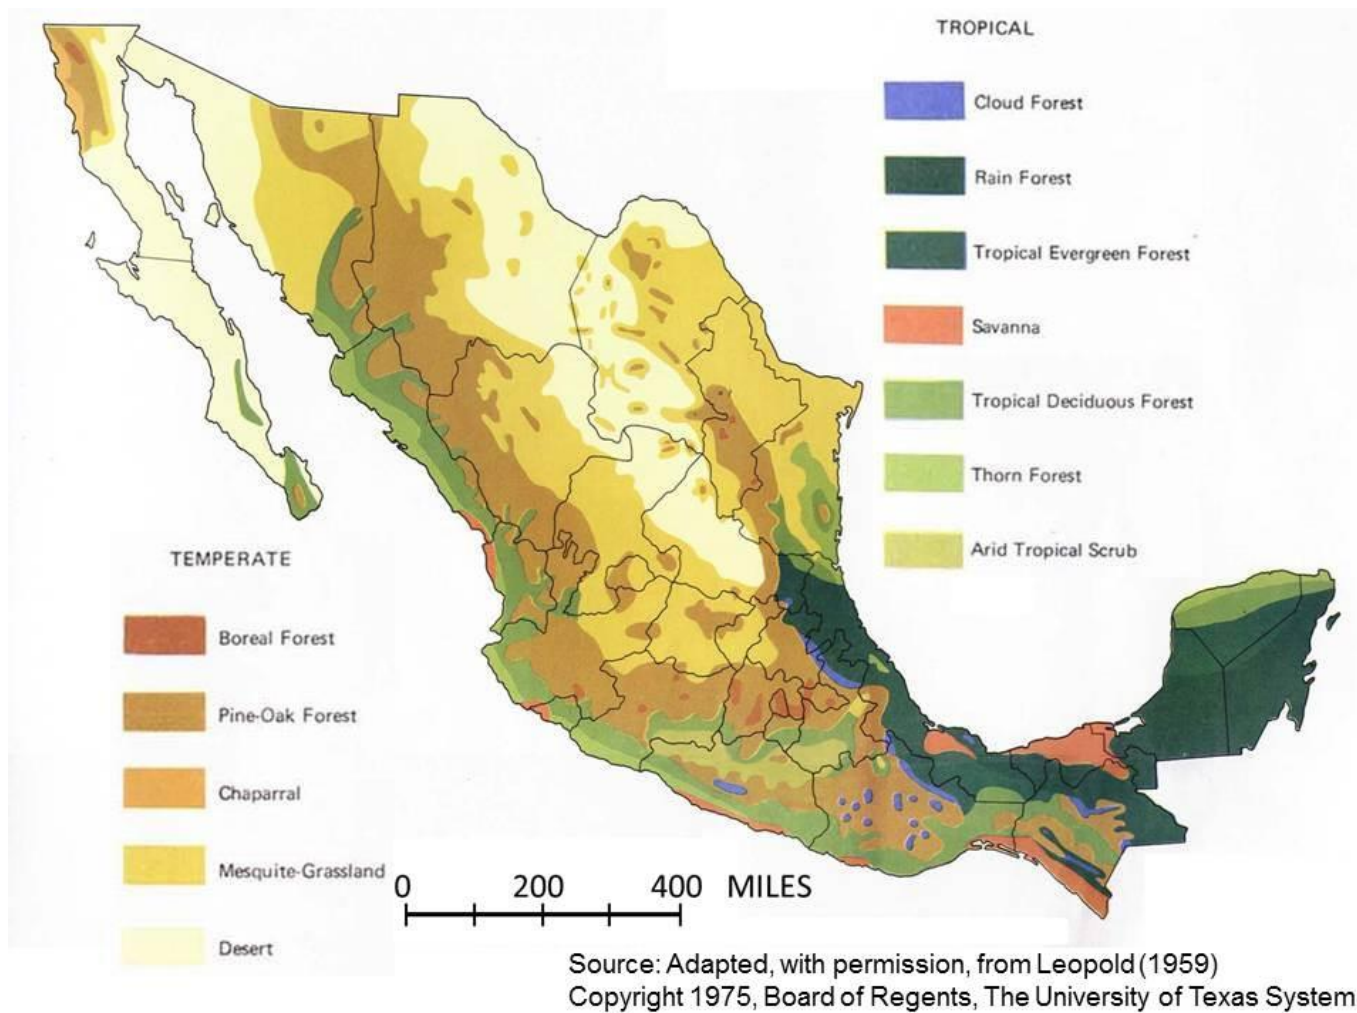 TROPICAL
Cloud Forest
Rain Forest
Tropical Evergreen Forest
Savanna
Tropical Deciduous Forest
Thorn Forest
Arid Tropical Scrub
TEMPERATE
Boreal Forest
Pine-Oak Forest
Chaparral
Mesquite-Grassland
Desert
0 200 400 MILES
Source: Adapted, with permission, from Leopold (1959)
Copyright 1975, Board of Regents, The University of Texas System